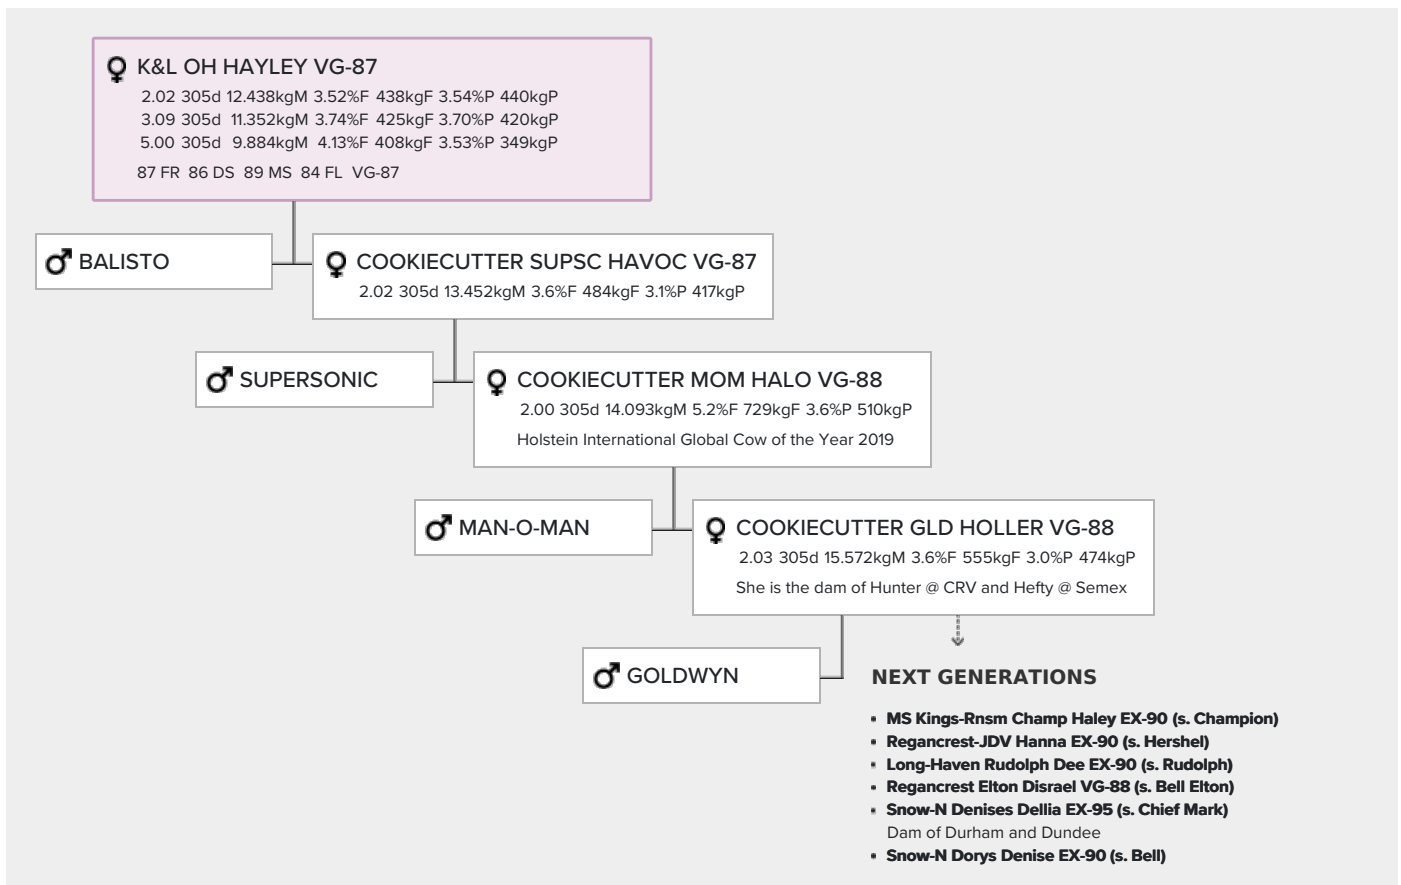 K&L OH HAYLEY VG-87
2.02 305d 12.438kgM 3.52%F 438kgF 3.54%P 440kgP
3.09 305d 11.352kgM 3.74%F 425kgF 3.70%P 420kgP
5.00 305d 9.884kgM 4.13%F 408kgF 3.53%P 349kgP
87 FR 86 DS 89 MS 84 FL VG-87
BALISTO
COOKIECUTTER SUPSC HAVOC VG-87
2.02 305d 13.452kgM 3.6%F 484kgF 3.1%P 417kgP
SUPERSONIC
COOKIECUTTER MOM HALO VG-88
2.00 305d 14.093kgM 5.2%F 729kgF 3.6%P 510kgP
Holstein International Global Cow of the Year 2019
MAN-O-MAN
COOKIECUTTER GLD HOLLER VG-88
2.03 305d 15.572kgM 3.6%F 555kgF 3.0%P 474kgP
She is the dam of Hunter @ CRV and Hefty @ Semex
GOLDWYN
NEXT GENERATIONS
• MS Kings-Rnsm Champ Haley EX-90 (s. Champion)
• Regancrest-JDV Hanna EX-90 (s. Hershel)
• Long-Haven Rudolph Dee EX-90 (s. Rudolph)
• Regancrest Elton Disrael VG-88 (s. Bell Elton)
• Snow-N Denises Dellia EX-95 (s. Chief Mark)
Dam of Durham and Dundee
• Snow-N Dorys Denise EX-90 (s. Bell)